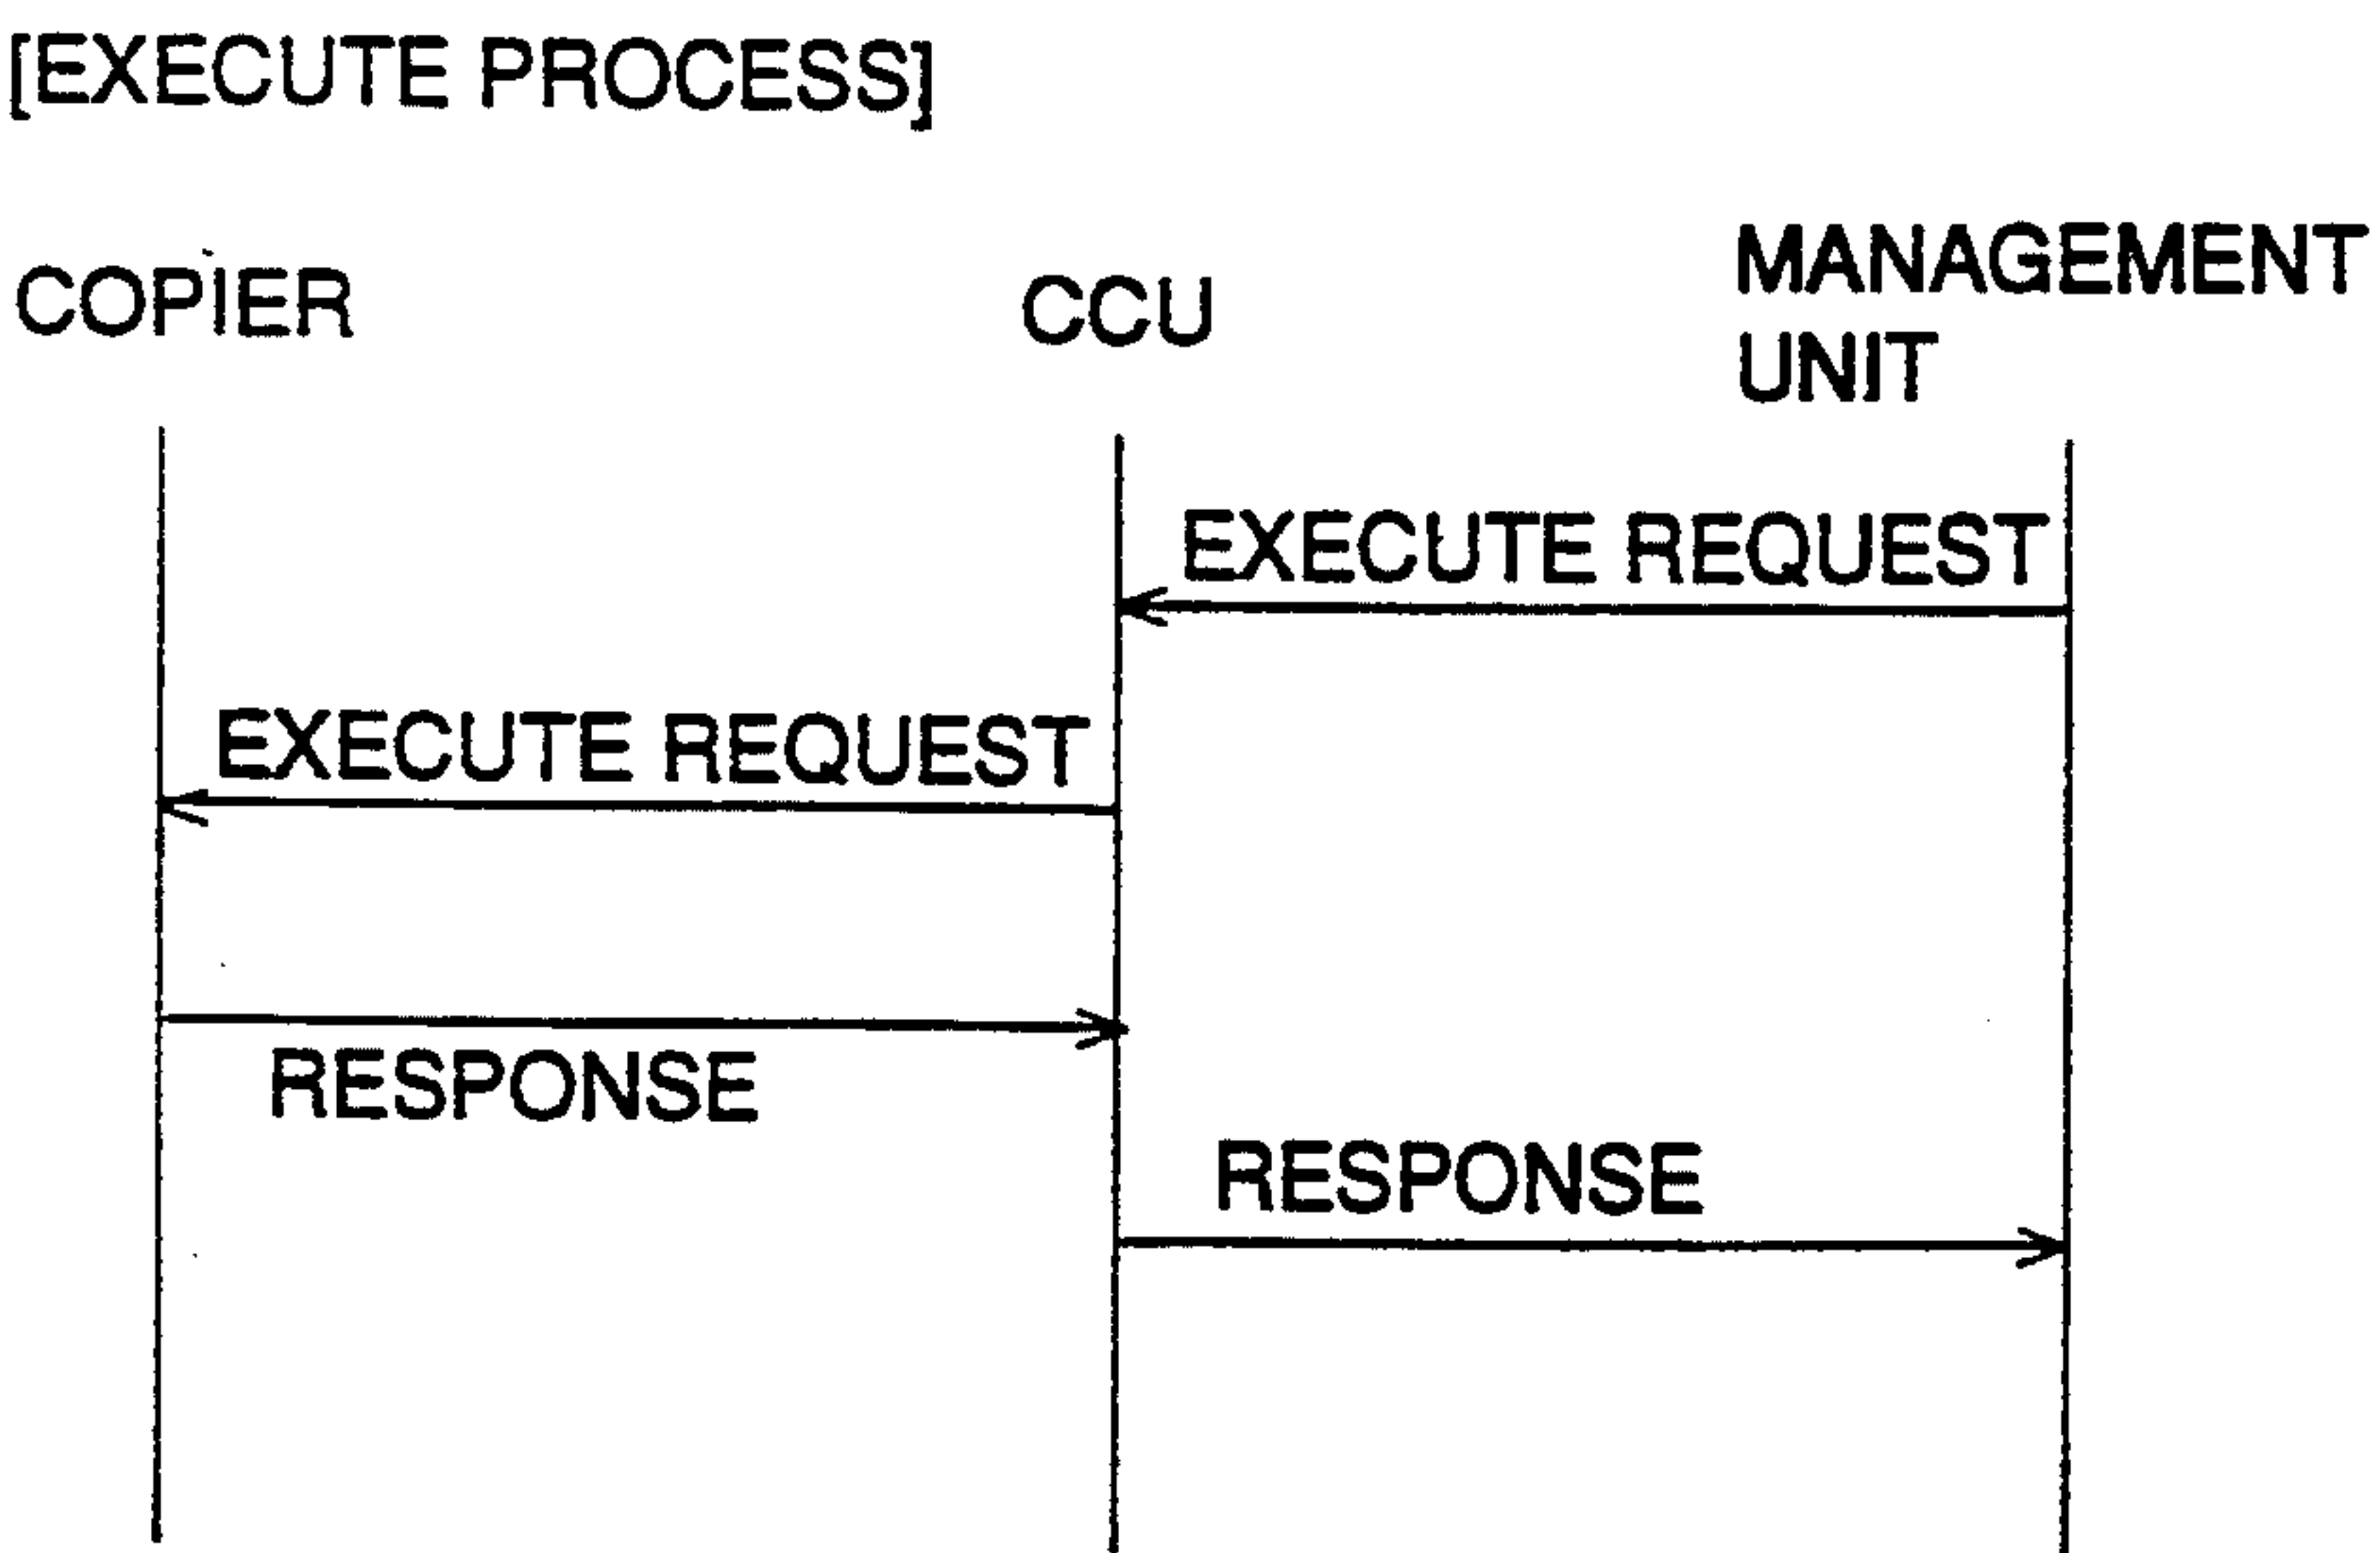 [EXECUTE PROCESS]
COPIER
CCU
MANAGEMENT
UNIT
EXECUTE REQUEST
EXECUTE REQUEST
RESPONSE
RESPONSE